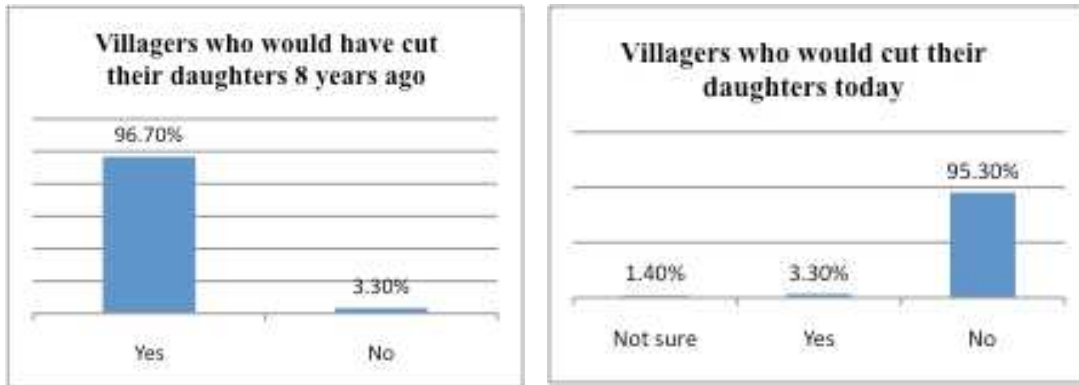 Villagers who would have cut
their daughters 8 years ago
96.70%
3.30%
Yes
No
Villagers who would cut their
daughters today
95.30%
1.40%
3.30%
Not sure
Yes
No